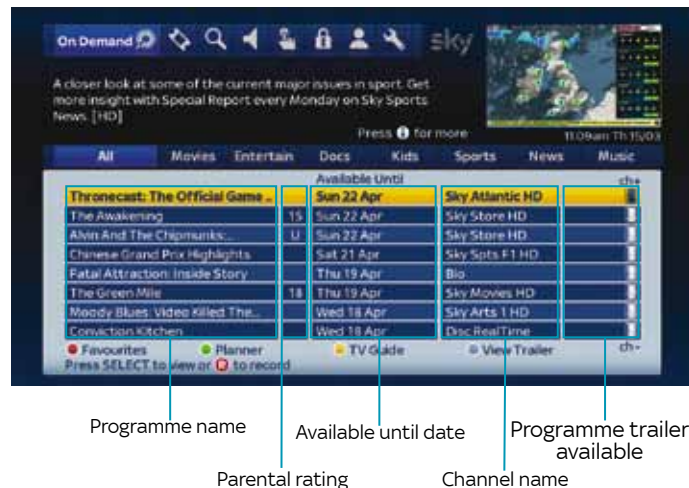 On Demand
sky
A closer look at some of the current major issues in sport. Get
more insight with Special Report every Monday on Sky Sports
News. [HD]
Press i for more
11.09am Th 15/03
All Movies Entertain Docs Kids Sports News Music
Available Until ch+
Thronecast: The Official Game .. Sun 22 Apr Sky Atlantic HD
The Awakening 15 Sun 22 Apr Sky Store HD
Alvin And The Chipmunks:... U Sun 22 Apr Sky Store HD
Chinese Grand Prix Highlights Sat 21 Apr Sky Spts F1 HD
Fatal Attraction: Inside Story Thu 19 Apr Bio
The Green Mile 18 Thu 19 Apr Sky Movies HD
Moody Blues: Video Killed The... Wed 18 Apr Sky Arts 1 HD
Conviction Kitchen Wed 18 Apr Disc.RealTime
Favourites Planner TV Guide View Trailer ch-
Press SELECT to view or R to record
Programme name Available until date Programme trailer
available
Parental rating Channel name